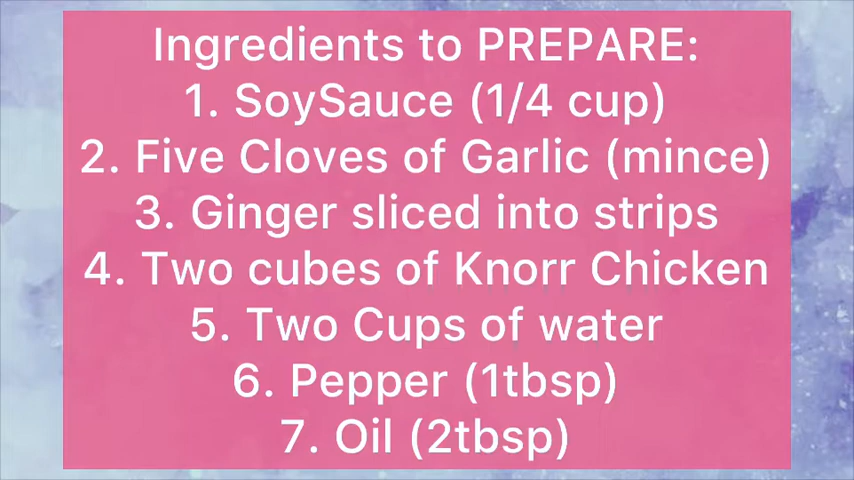 Ingredients to PREPARE:
1. SoySauce (1/4 cup)
2. Five Cloves of Garlic (mince)
3. Ginger sliced into strips
4. Two cubes of Knorr Chicken
5. Two Cups of water
6. Pepper (1tbsp)
7. Oil (2tbsp)